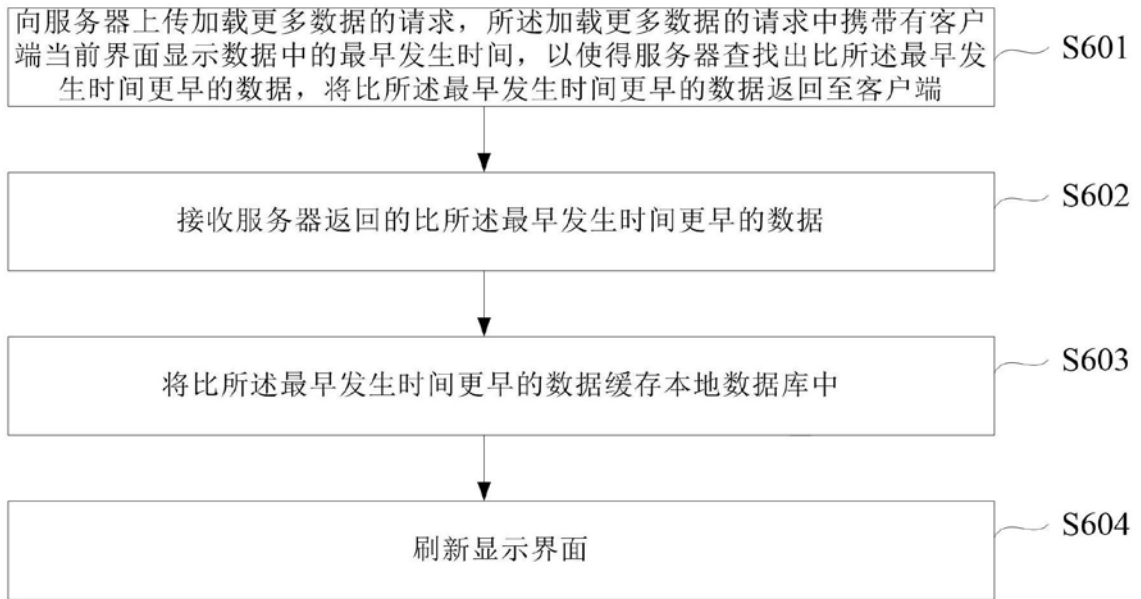 向服务器上传加载更多数据的请求，所述加载更多数据的请求中携带有客户
端当前界面显示数据中的最早发生时间，以使得服务器查找出比所述最早发
生时间更早的数据，将比所述最早发生时间更早的数据返回至客户端
S601
接收服务器返回的比所述最早发生时间更早的数据
S602
将比所述最早发生时间更早的数据缓存本地数据库中
S603
刷新显示界面
S604